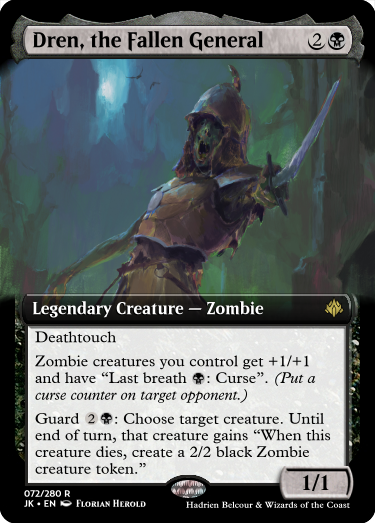 Dren, the Fallen General 2
Legendary Creature — Zombie
Deathtouch
Zombie creatures you control get +1/+1
and have “Last breath : Curse”. (Put a
curse counter on target opponent.)
Guard 2 : Choose target creature. Until
end of turn, that creature gains “When this
creature dies, create a 2/2 black Zombie
creature token.”
1/1
072/280 R
JK • EN Florian Herold
Hadrien Belcour & Wizards of the Coast